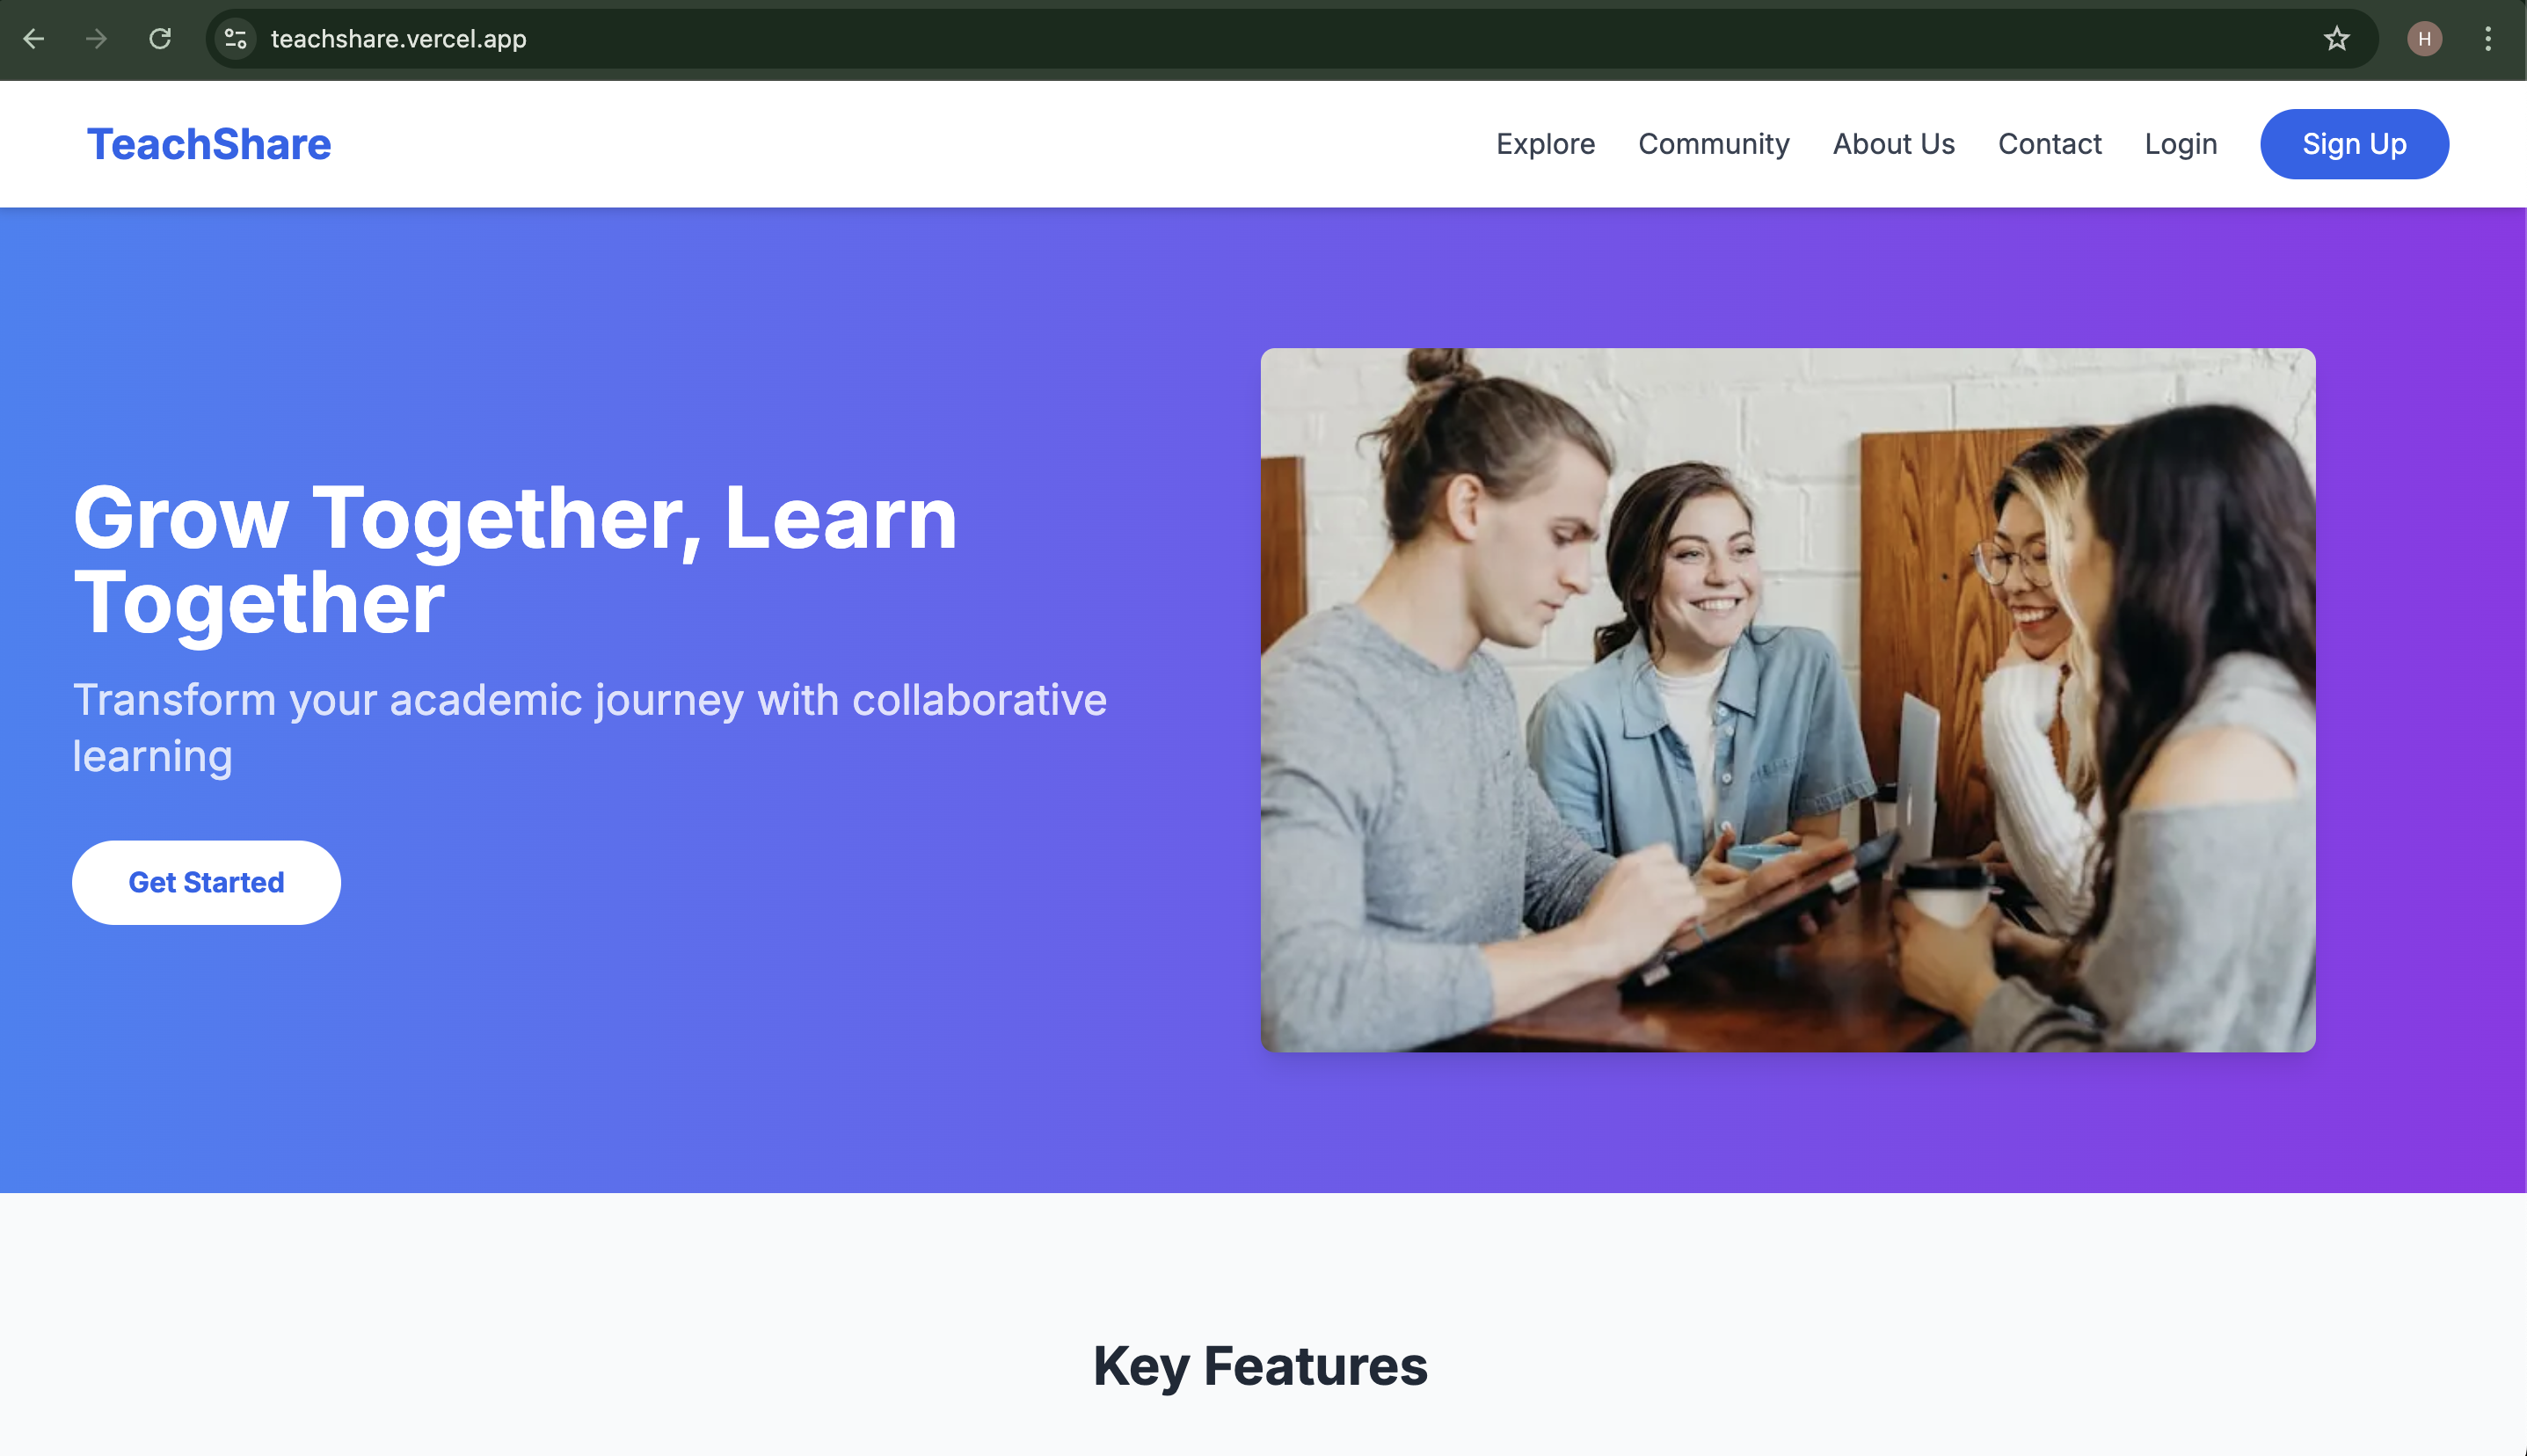 teachshare.vercel.app
H
TeachShare
Explore Community About Us Contact Login Sign Up
Grow Together, Learn
Together
Transform your academic journey with collaborative
learning
Get Started
Key Features